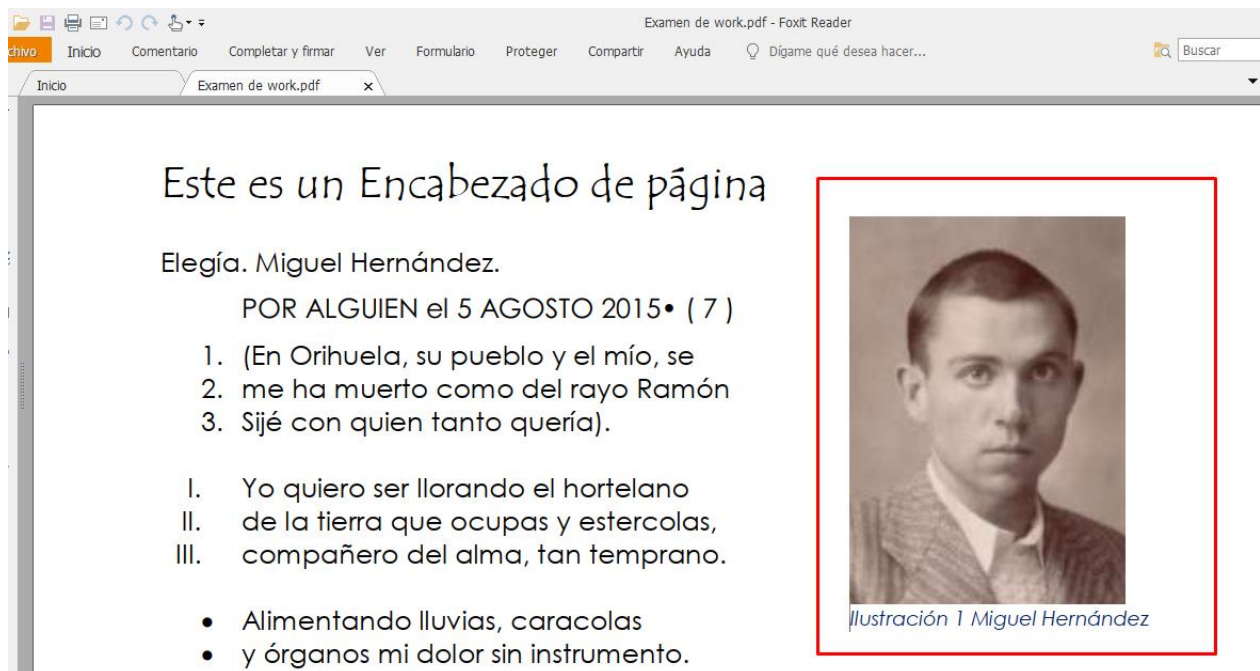 Examen de work.pdf - Foxit Reader
chivo Inicio Comentario Completar y firmar Ver Formulario Proteger Compartir Ayuda Dígame qué desea hacer... Buscar
Inicio Examen de work.pdf x
Este es un Encabezado de página
Elegía. Miguel Hernández.
POR ALGUIEN el 5 AGOSTO 2015• ( 7 )
1. (En Orihuela, su pueblo y el mío, se
2. me ha muerto como del rayo Ramón
3. Sijé con quien tanto quería).
I. Yo quiero ser llorando el hortelano
II. de la tierra que ocupas y estercolas,
III. compañero del alma, tan temprano.
• Alimentando lluvias, caracolas
• y órganos mi dolor sin instrumento.
Ilustración 1 Miguel Hernández